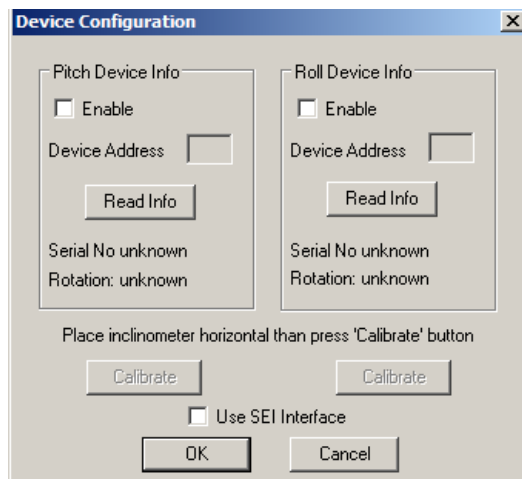 Device Configuration
Pitch Device Info
Roll Device Info
Enable
Enable
Device Address
Device Address
Read Info
Read Info
Serial No unknown
Serial No unknown
Rotation: unknown
Rotation: unknown
Place inclinometer horizontal than press 'Calibrate' button
Calibrate
Calibrate
Use SEI Interface
OK
Cancel